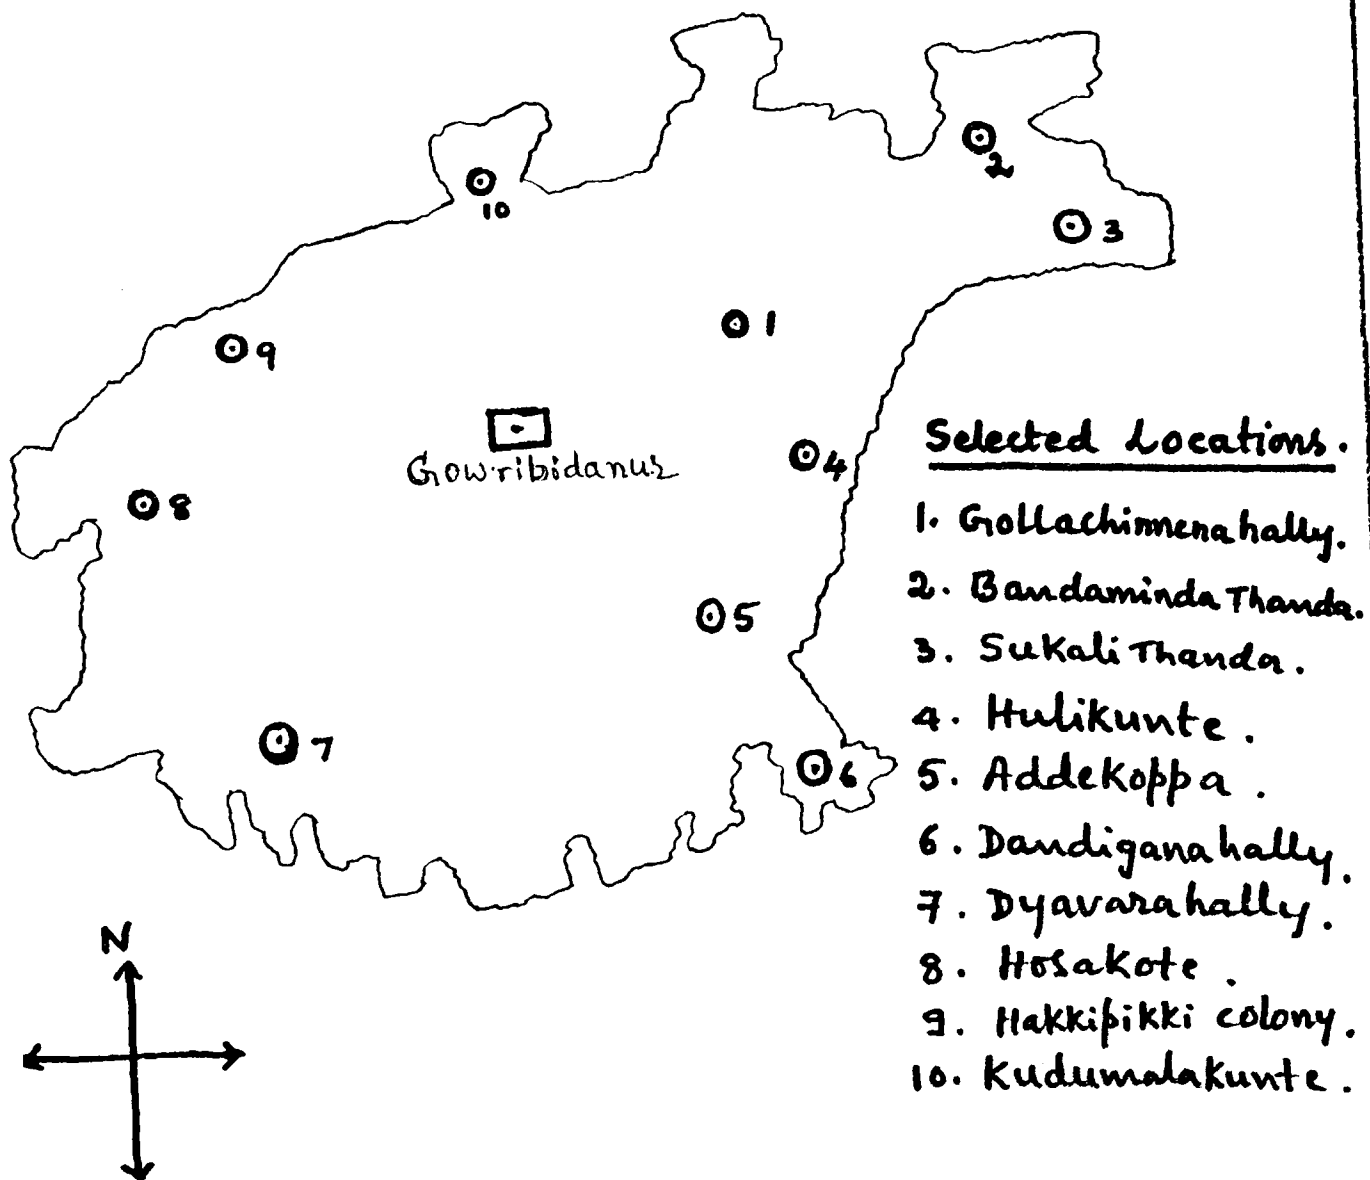 2
10
3
1
9
Gowribidanur
4
8
5
7
6
Selected Locations.
1. Gollachinnenahally.
2. Bandaminda Thanda.
3. Sukali Thanda.
4. Hulikunte.
5. Addekoppa.
6. Dandiganahally.
7. Dyavarahally.
8. Hosakote.
9. Hakkipikki colony.
10. Kudumalakunte.
N